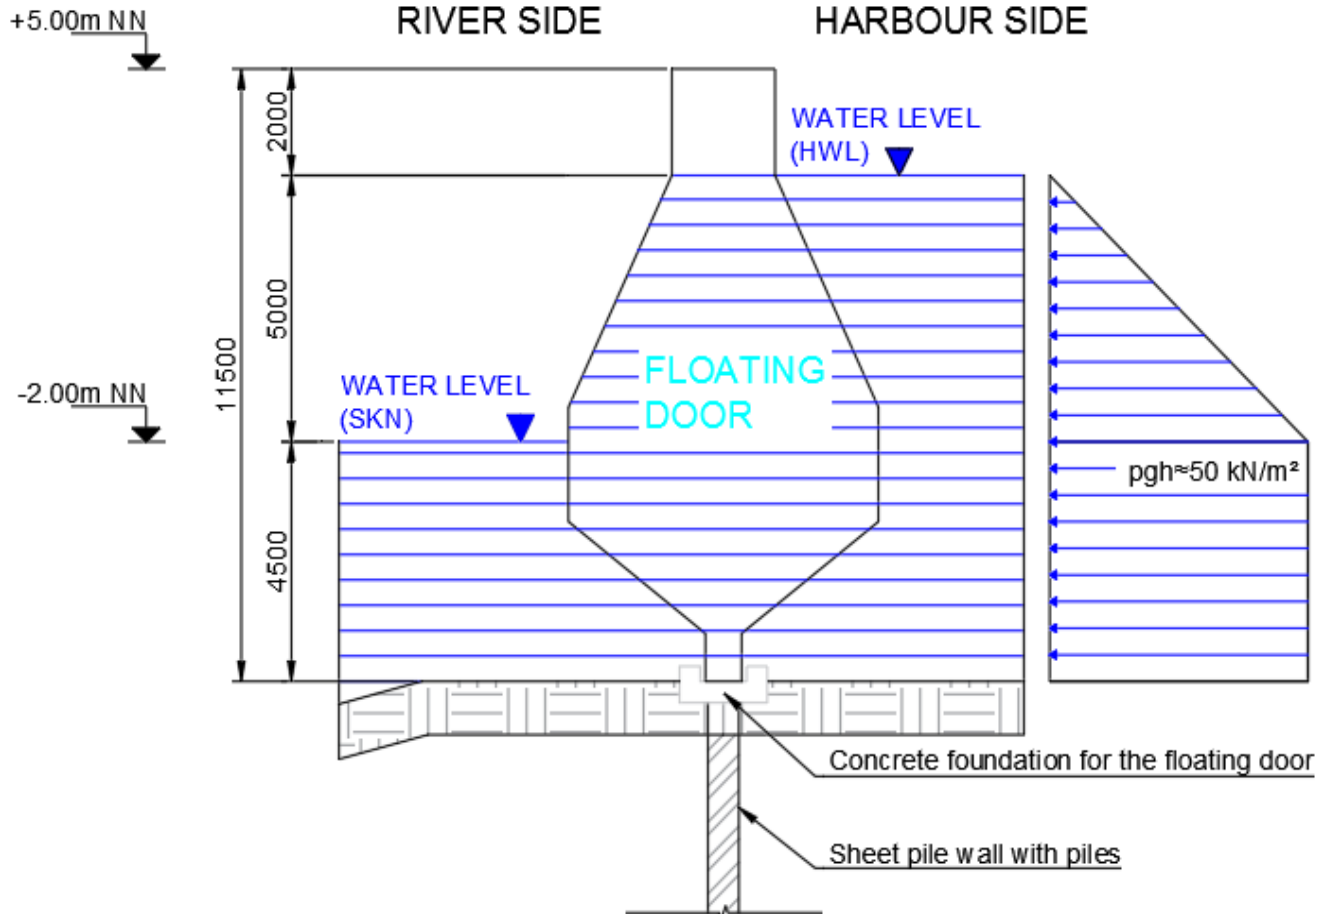 +5.00m NN
RIVER SIDE
HARBOUR SIDE
2000
WATER LEVEL
(HWL)
5000
11500
FLOATING
DOOR
-2.00m NN
WATER LEVEL
(SKN)
pgh≈50 kN/m²
4500
Concrete foundation for the floating door
Sheet pile wall with piles